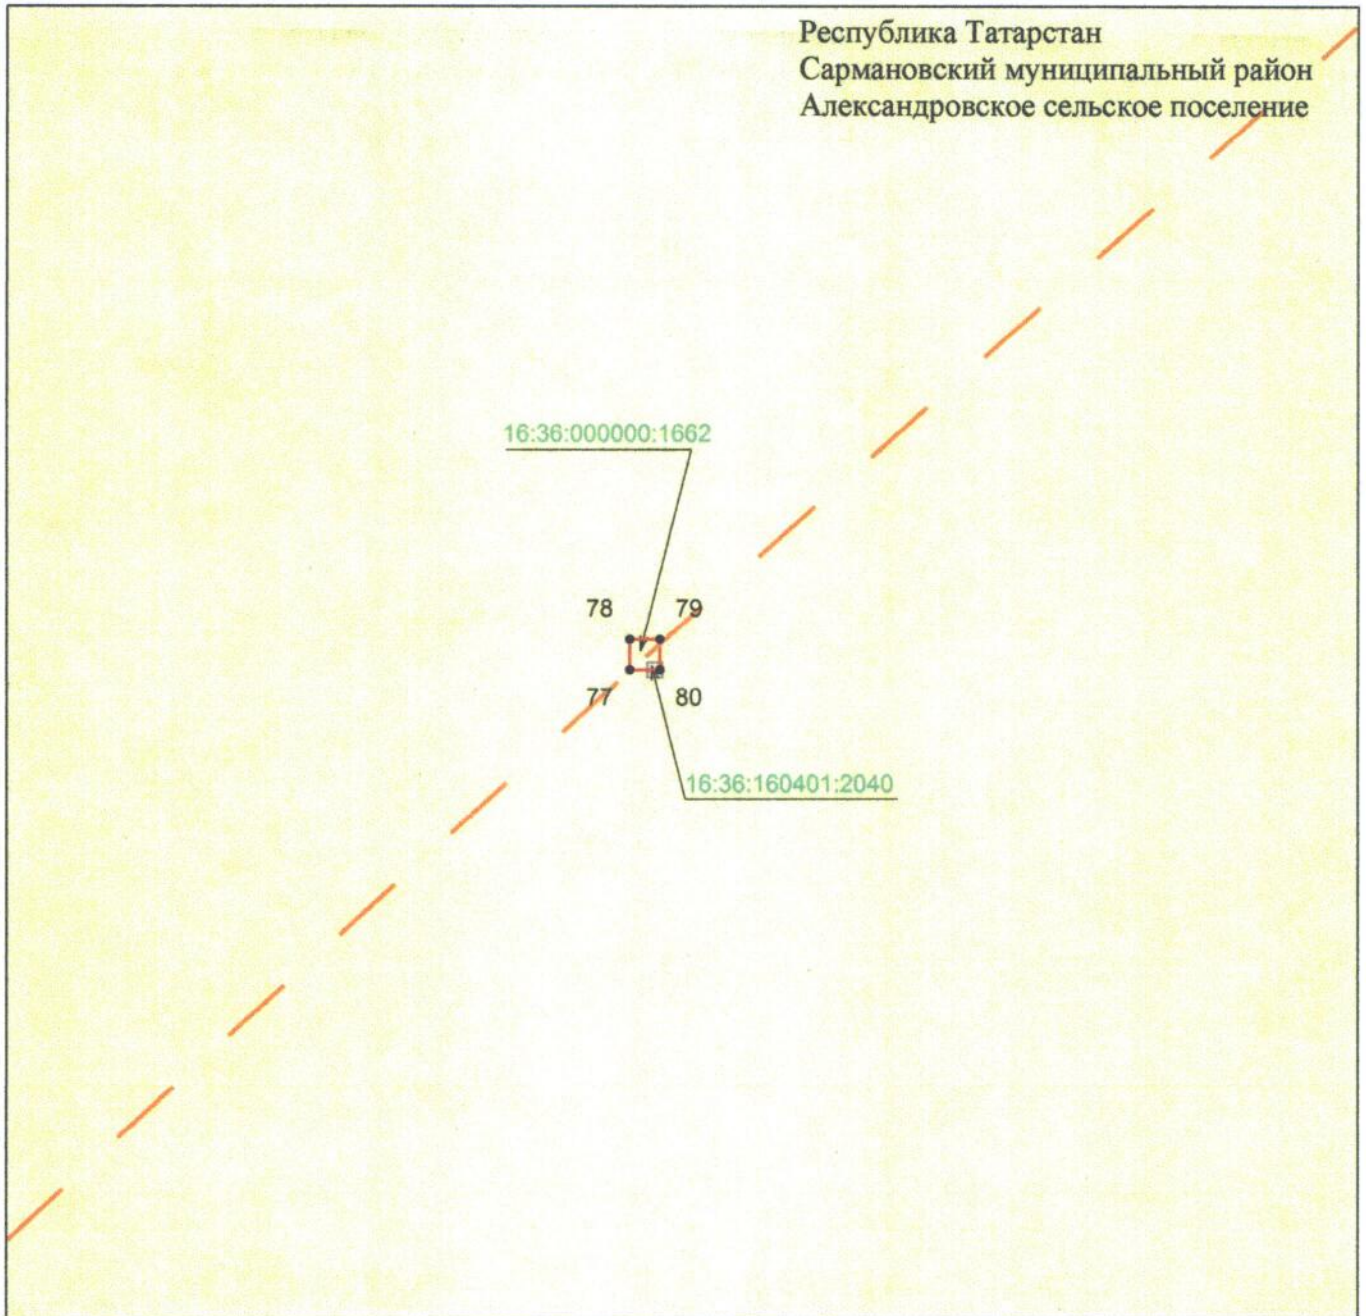 Республика Татарстан
Сармановский муниципальный район
Александровское сельское поселение
16:36:000000:1662
78 79
77 80
16:36:160401:2040